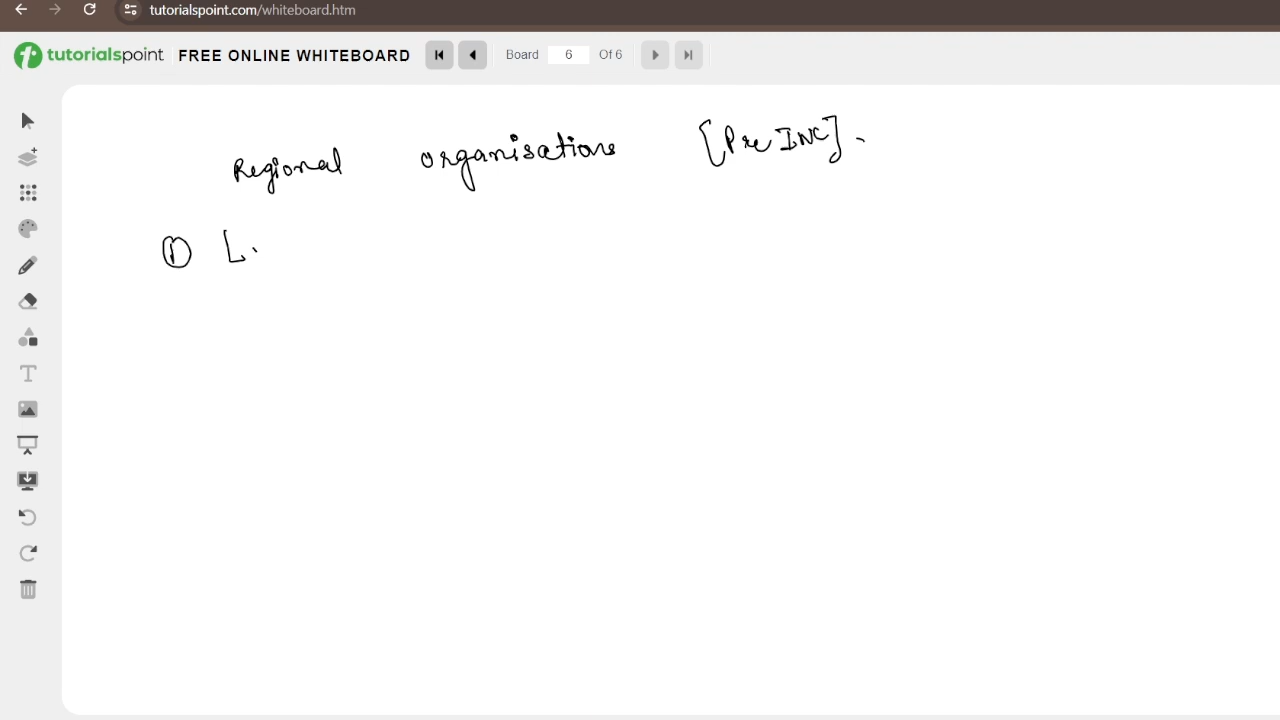 tutorialspoint.com/whiteboard.htm
tutorialspoint FREE ONLINE WHITEBOARD Board 6 Of 6
Regional organisations [Pre INC].
① L